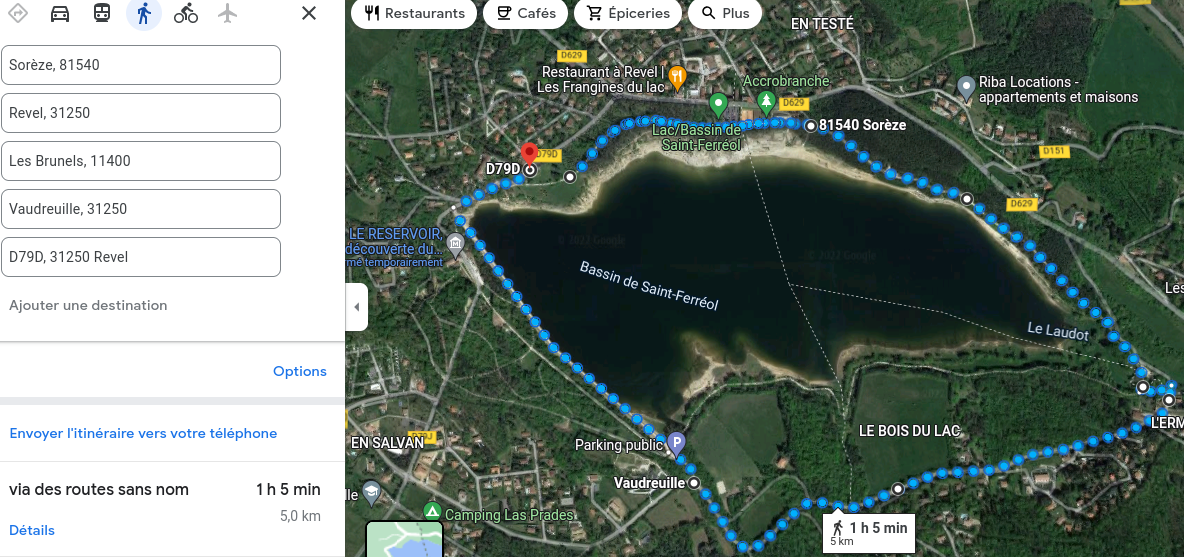 Sorèze, 81540
Revel, 31250
Les Brunels, 11400
Vaudreuille, 31250
D79D, 31250 Revel
Ajouter une destination
Options
Envoyer l'itinéraire vers votre téléphone
via des routes sans nom
1 h 5 min
5,0 km
Détails
Restaurants
Cafés
Épiceries
Plus
EN TESTÉ
D629
Restaurant à Revel |
Les Frangines du lac
Accrobranche
D629
Riba Locations -
appartements et maisons
Lac/Bassin de
Saint-Ferréol
81540 Sorèze
D151
D79D
D79D
D629
LE RESERVOIR,
découverte du...
mé temporairement
© 2022 Google
© 2022 Google
Bassin de Saint-Ferréol
Les
Le Laudot
L'ERM
LE BOIS DU LAC
EN SALVAN
Parking public
P
Vaudreuille
lle
Camping Las Prades
1 h 5 min
5 km